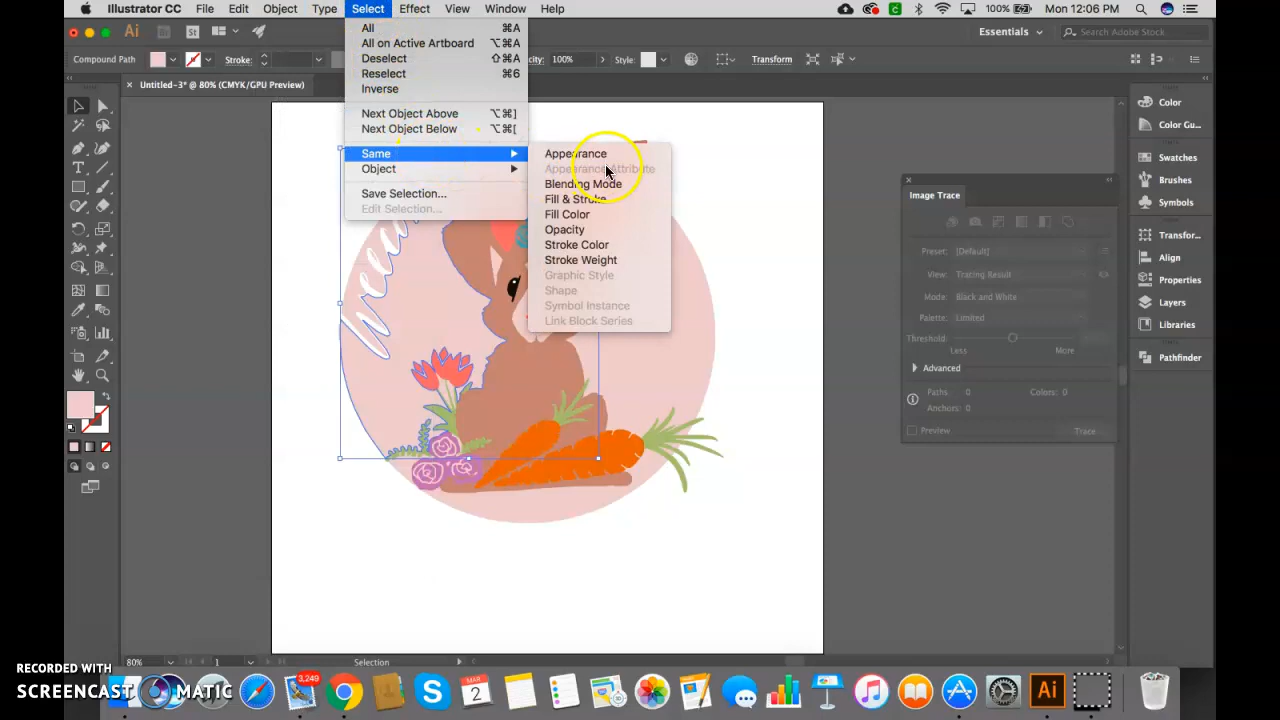 Illustrator CC File Edit Object Type Select Effect View Window Help 100% Mon 12:06 PM
Ai Br St Essentials Search Adobe Stock
Compound Path Stroke: Opacity: 100% Style: Transform
× Untitled-3* @ 80% (CMYK/GPU Preview)
All ⌘A
All on Active Artboard ⌥⌘A
Deselect ⇧⌘A
Reselect ⌘6
Inverse
Next Object Above ⌥⌘]
Next Object Below ⌥⌘[
Same
Object
Save Selection...
Edit Selection...
Appearance
Appearance Attribute
Blending Mode
Fill & Stroke
Fill Color
Opacity
Stroke Color
Stroke Weight
Graphic Style
Shape
Symbol Instance
Link Block Series
Image Trace
Preset: [Default]
View: Tracing Result
Mode: Black and White
Palette: Limited
Threshold:
Less More
Advanced
Paths: 0 Colors: 0
Anchors: 0
Preview Trace
Color
Color Gu...
Swatches
Brushes
Symbols
Transfor...
Align
Properties
Layers
Libraries
Pathfinder
80% 1 Selection
RECORDED WITH
SCREENCAST MATIC
3,249
MAR
2
Ai